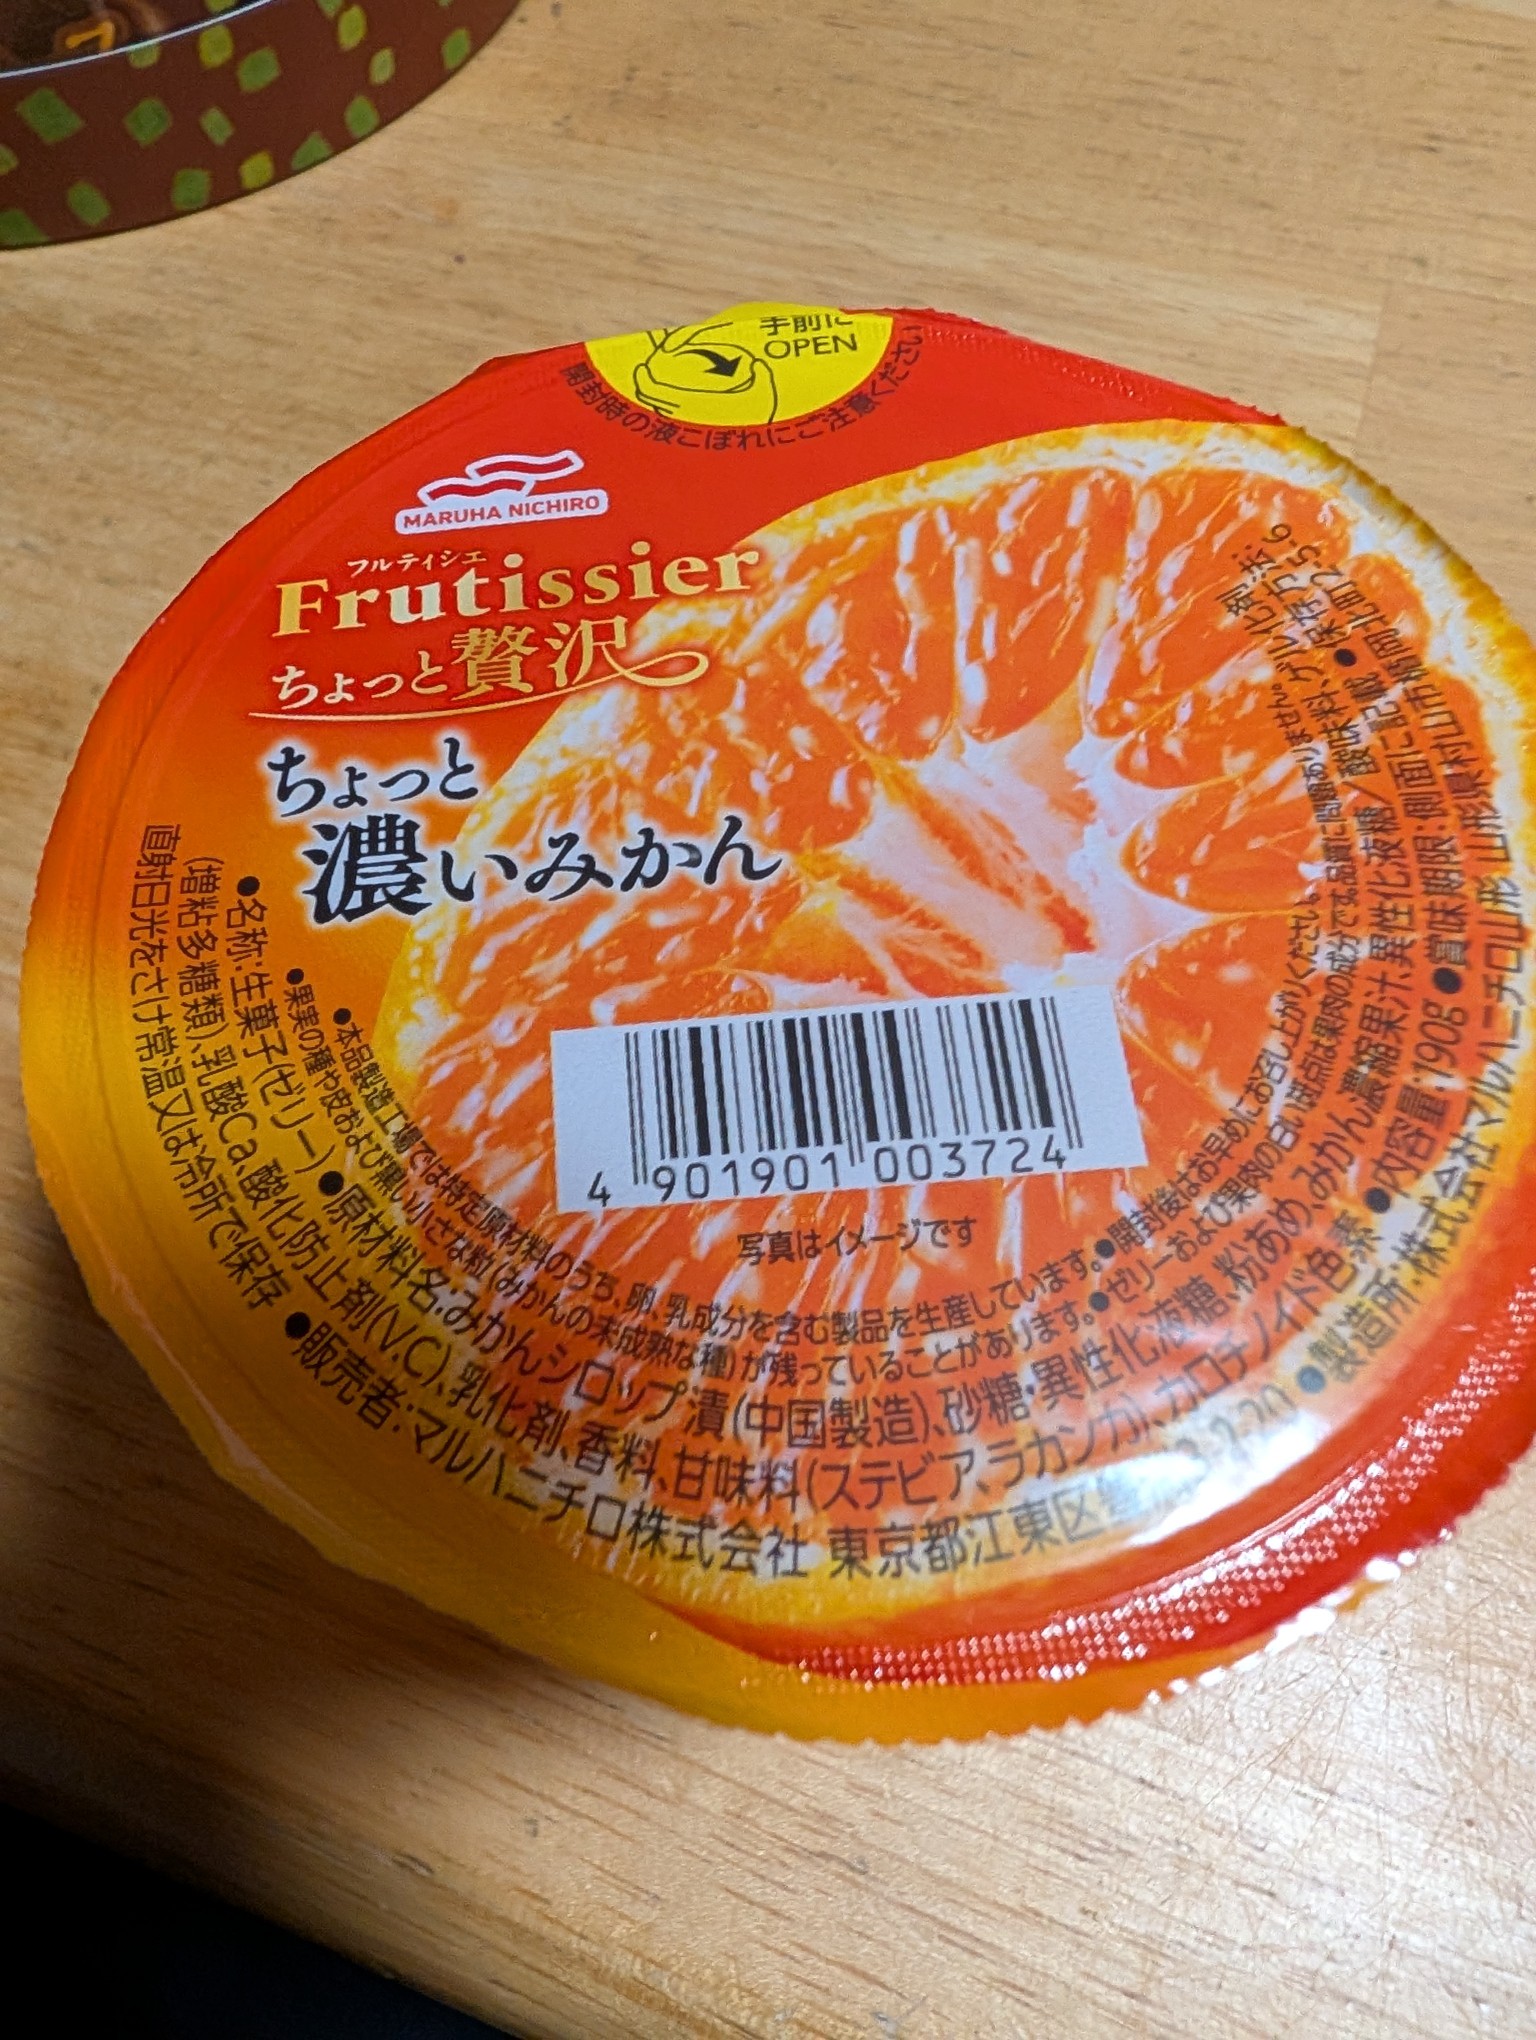 手前に
OPEN
開封時の液こぼれにご注意ください
MARUHA NICHIRO
フルティシエ
Frutissier
ちょっと贅沢
ちょっと
濃いみかん
4 901901 003724
写真はイメージです
●本品製造工場では特定原材料のうち、卵、乳成分を含む製品を生産しています。●開封後はお早めにお召し上がりください。
●果実の種や皮および黒い小さな粒(みかんの未成熟な種)が残っていることがあります。●ゼリーおよび果肉の白い斑点は果肉の成分です。品質に問題ありません。
●名称:生菓子(ゼリー)●原材料名:みかんシロップ漬(中国製造)、砂糖・異性化液糖、粉あめ、みかん濃縮果汁、異性化液糖/酸味料、ゲル化剤
(増粘多糖類)、乳酸Ca、酸化防止剤(V.C)、乳化剤、香料、甘味料(ステビア、ラカンカ)、カロチノイド色素 ●内容量:190g ●賞味期限:側面に記載 ●保存方法:
直射日光をさけ常温又は冷所で保存 ●販売者:マルハニチロ株式会社 東京都江東区 ●製造所:株式会社マルハニチロ山形 山形県村山市楯岡北町2-5-6